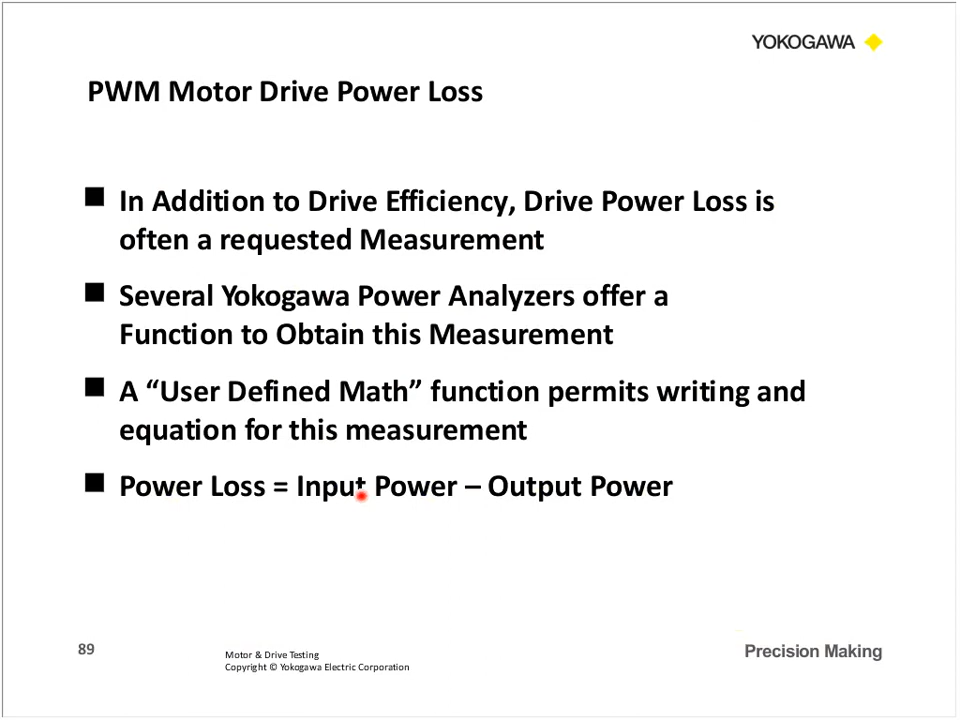 YOKOGAWA
PWM Motor Drive Power Loss
In Addition to Drive Efficiency, Drive Power Loss is
often a requested Measurement
Several Yokogawa Power Analyzers offer a
Function to Obtain this Measurement
A “User Defined Math” function permits writing and
equation for this measurement
Power Loss = Input Power – Output Power
89
Motor & Drive Testing
Copyright © Yokogawa Electric Corporation
Precision Making